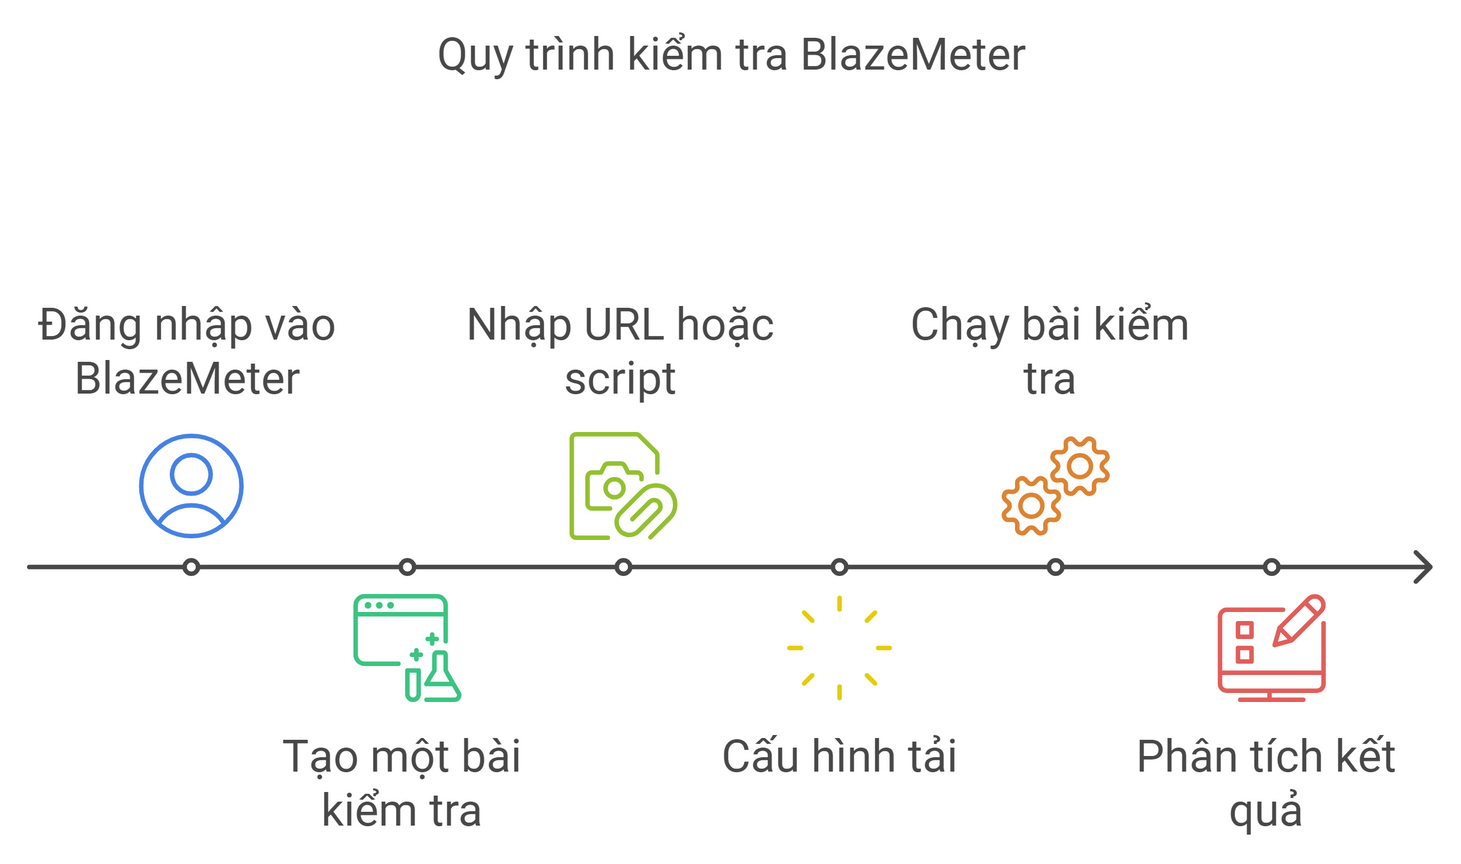 Quy trình kiểm tra BlazeMeter
Đăng nhập vào
BlazeMeter
Tạo một bài
kiểm tra
Nhập URL hoặc
script
Cấu hình tải
Chạy bài kiểm
tra
Phân tích kết
quả